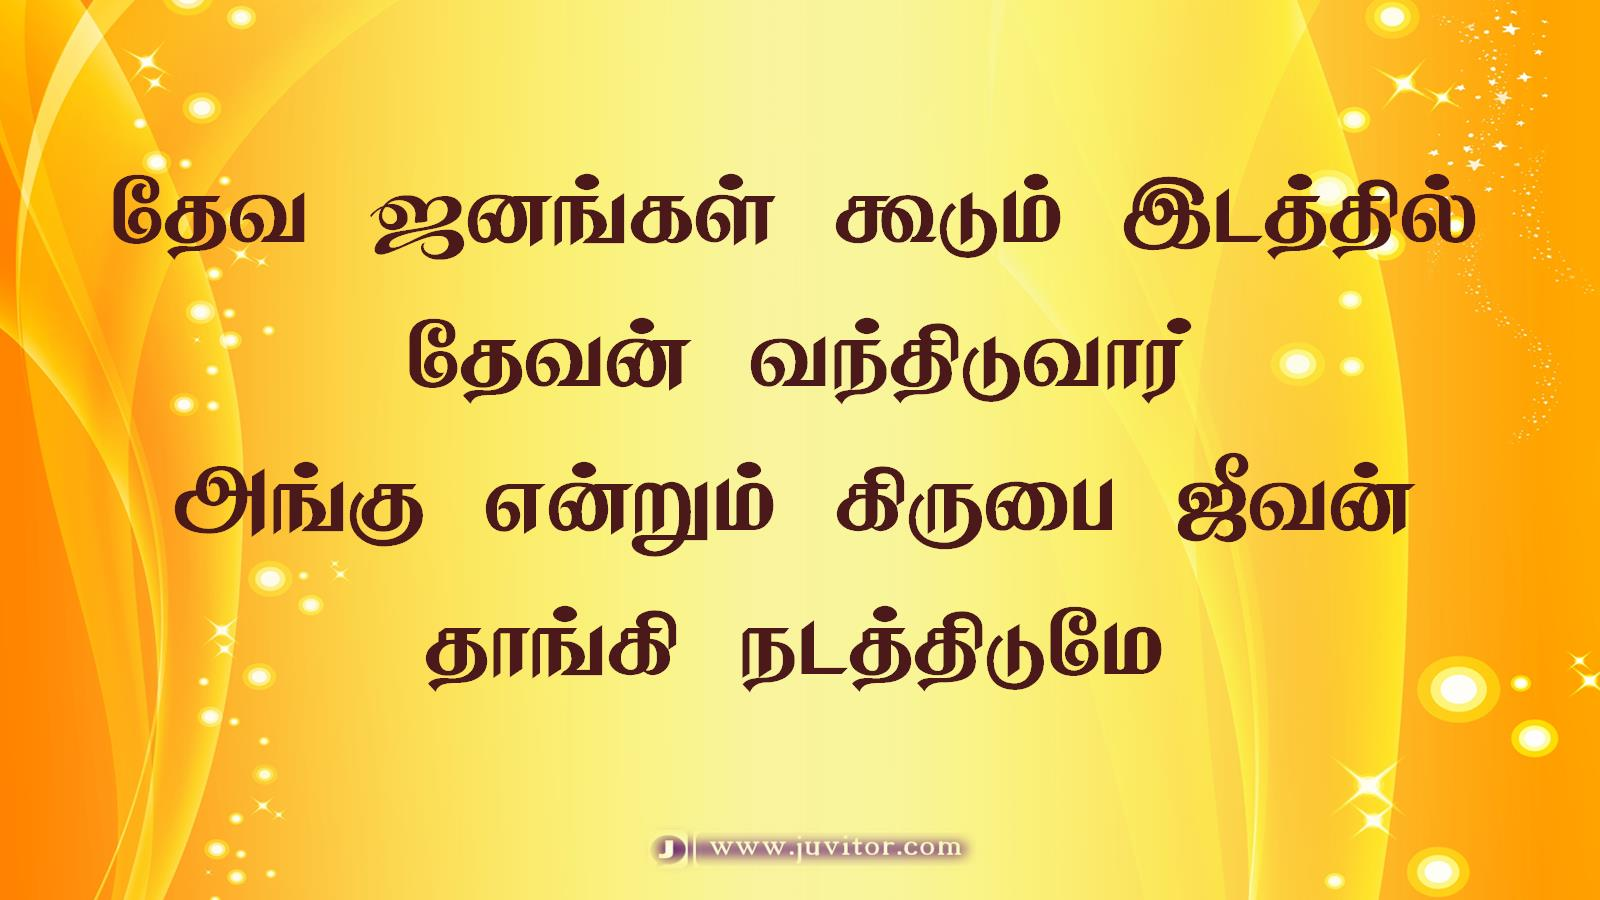 தேவ ஜனங்கள் கூடும் இடத்தில்
தேவன் வந்திடுவார்
அங்கு என்றும் கிருபை ஜீவன்
தாங்கி நடத்திடுமே
J www.juvitor.com